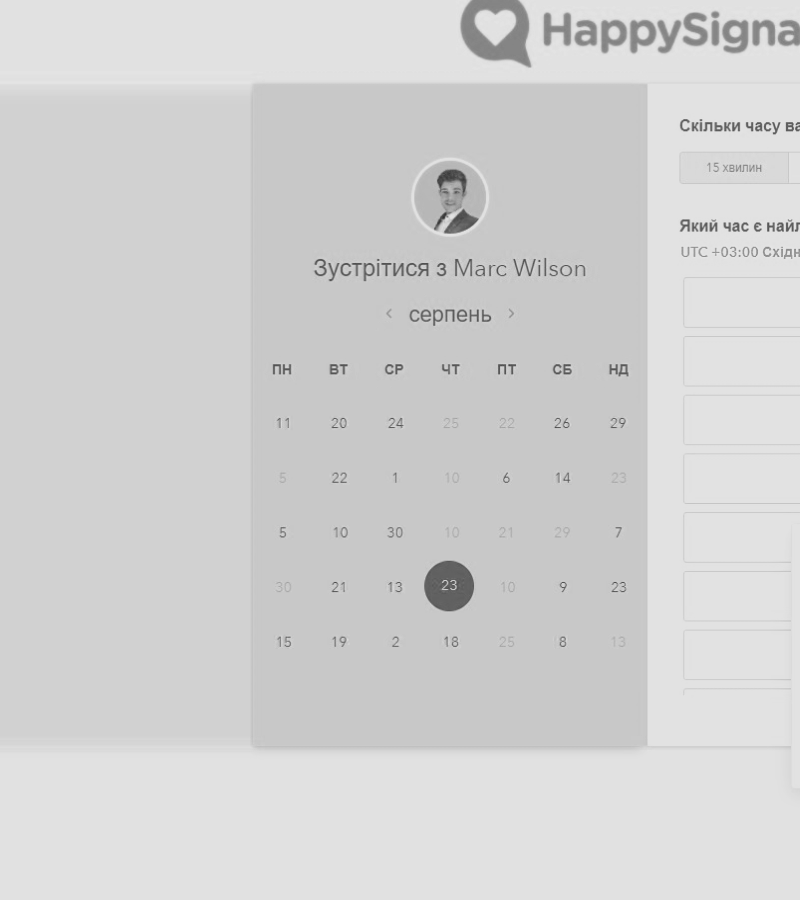 HappySigna
Зустрітися з Marc Wilson
‹ серпень ›
ПН ВТ СР ЧТ ПТ СБ НД
11 20 24 25 22 26 29
5 22 1 10 6 14 23
5 10 30 10 21 29 7
30 21 13 23 10 9 23
15 19 2 18 25 8 13
Скільки часу ва
15 хвилин
Який час є найл
UTC +03:00 Східн